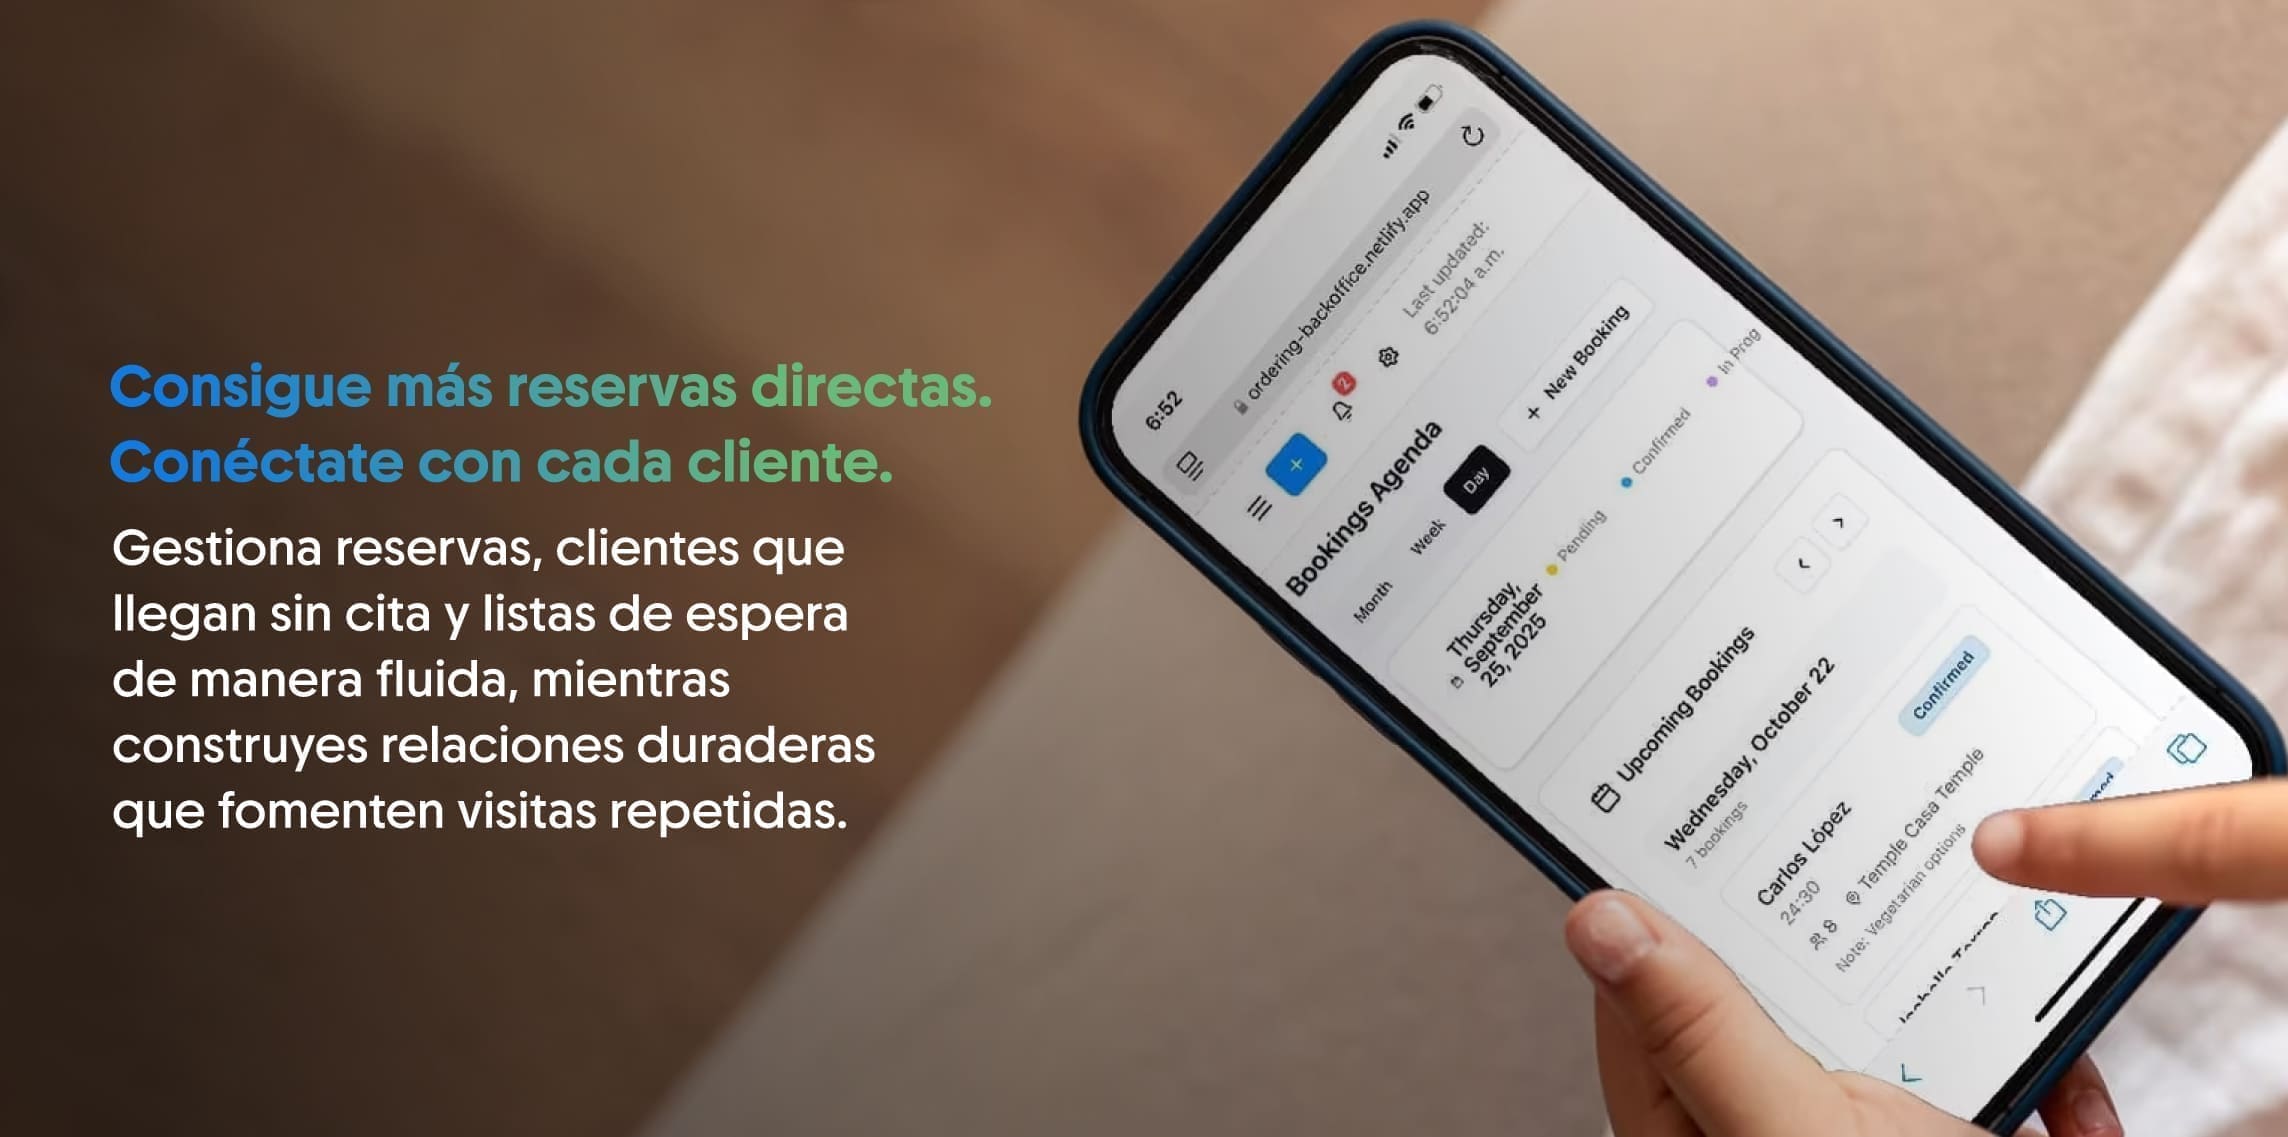 Consigue más reservas directas.
Conéctate con cada cliente.
Gestiona reservas, clientes que
llegan sin cita y listas de espera
de manera fluida, mientras
construyes relaciones duraderas
que fomenten visitas repetidas.
6:52
ordering-backoffice.netlify.app
+
2
Last updated:
6:52:04 a.m.
Bookings Agenda
Month Week Day
+ New Booking
Thursday,
September
25, 2025
Pending
Confirmed
In Prog
Upcoming Bookings
Wednesday, October 22
7 bookings
Carlos López
Confirmed
24:30
8 Temple Casa Temple
Note: Vegetarian options